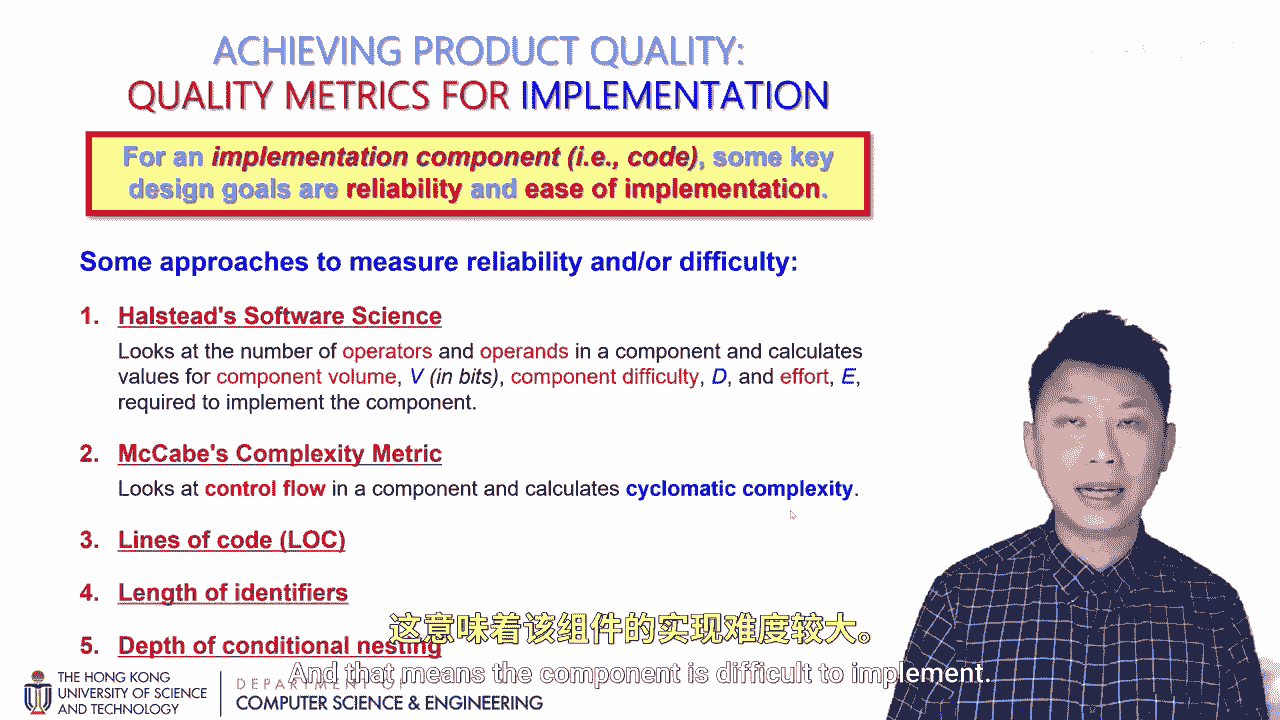 ACHIEVING PRODUCT QUALITY:
QUALITY METRICS FOR IMPLEMENTATION
For an implementation component (i.e., code), some key
design goals are reliability and ease of implementation.
Some approaches to measure reliability and/or difficulty:
1. Halstead's Software Science
Looks at the number of operators and operands in a component and calculates
values for component volume, V (in bits), component difficulty, D, and effort, E,
required to implement the component.
2. McCabe's Complexity Metric
Looks at control flow in a component and calculates cyclomatic complexity.
3. Lines of code (LOC)
4. Length of identifiers
5. Depth of conditional nesting
这意味着该组件的实现难度较大。
And that means the component is difficult to implement.
THE HONG KONG
UNIVERSITY OF SCIENCE
AND TECHNOLOGY
DEPARTMENT OF
COMPUTER SCIENCE & ENGINEERING